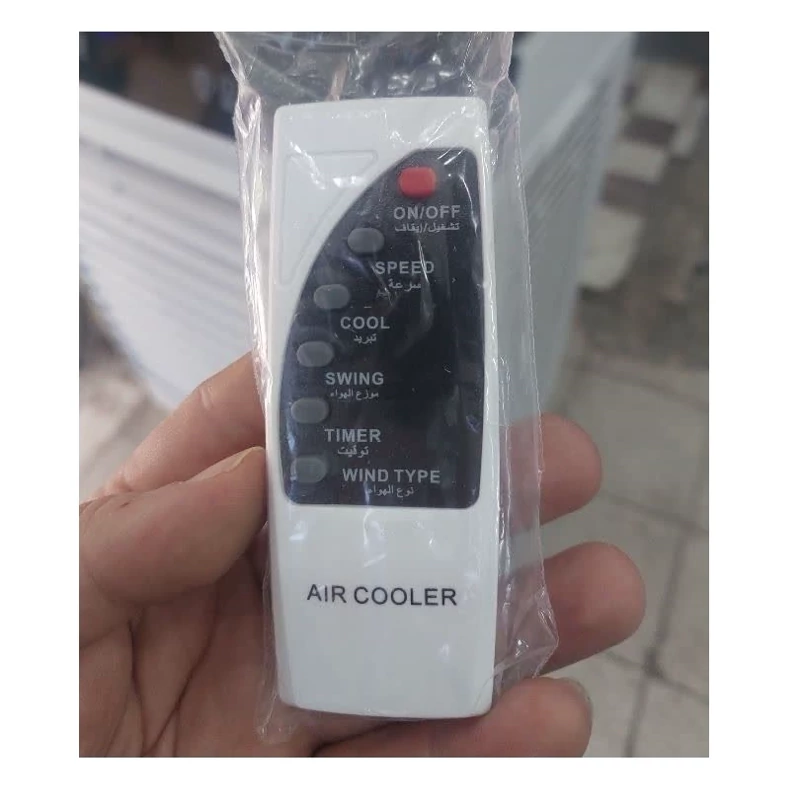 ON/OFF
تشغيل/إيقاف
SPEED
سرعة
COOL
تبريد
SWING
موزع الهواء
TIMER
توقيت
WIND TYPE
نوع الهواء
AIR COOLER